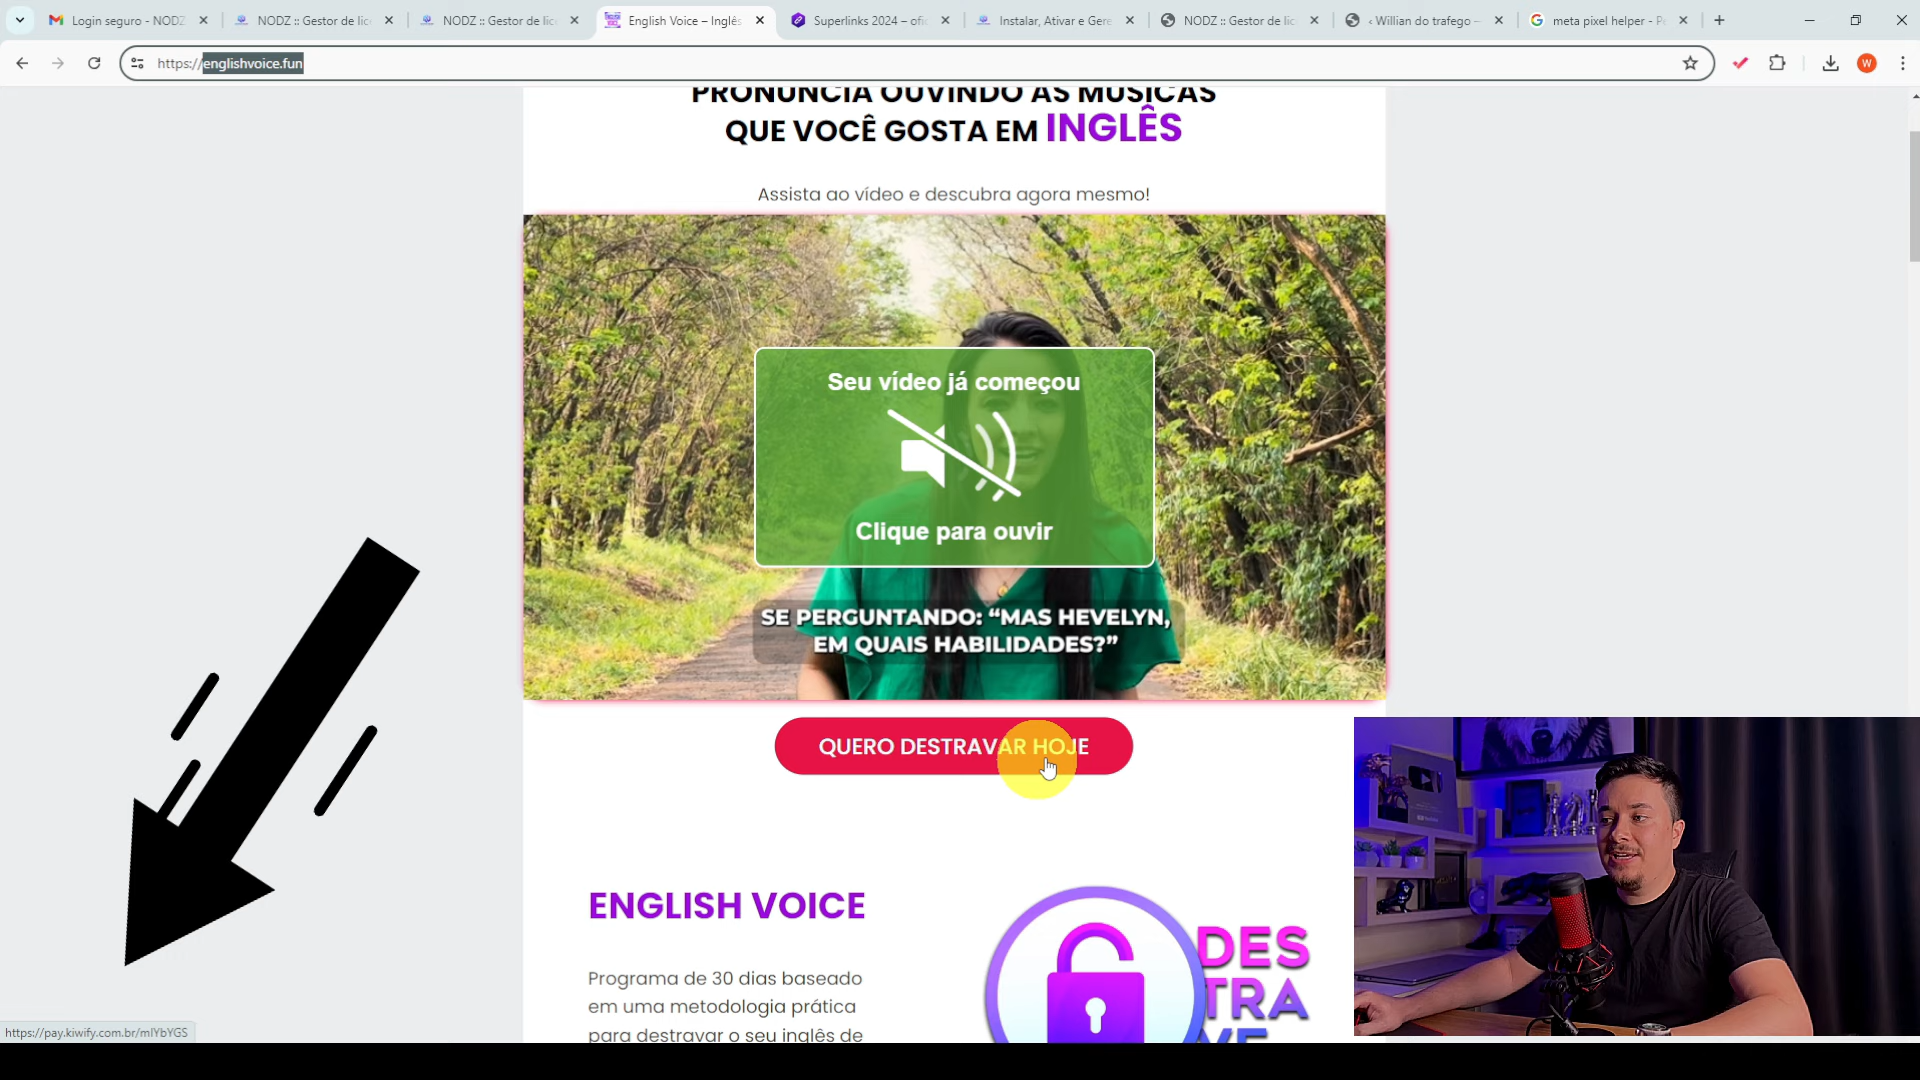 Login seguro - NODZ
NODZ :: Gestor de lic
NODZ :: Gestor de lice
English Voice – Inglês
Superlinks 2024 – ofic
Instalar, Ativar e Gere
NODZ :: Gestor de lic
‹ Willian do trafego —
meta pixel helper - Pe
https://englishvoice.fun
W
PRONÚNCIA OUVINDO AS MÚSICAS
QUE VOCÊ GOSTA EM INGLÊS
Assista ao vídeo e descubra agora mesmo!
Seu vídeo já começou
Clique para ouvir
SE PERGUNTANDO: “MAS HEVELYN,
EM QUAIS HABILIDADES?”
QUERO DESTRAVAR HOJE
ENGLISH VOICE
Programa de 30 dias baseado
em uma metodologia prática
para destravar o seu inglês de
DES
TRA
VE
https://pay.kiwify.com.br/mlYbYGS